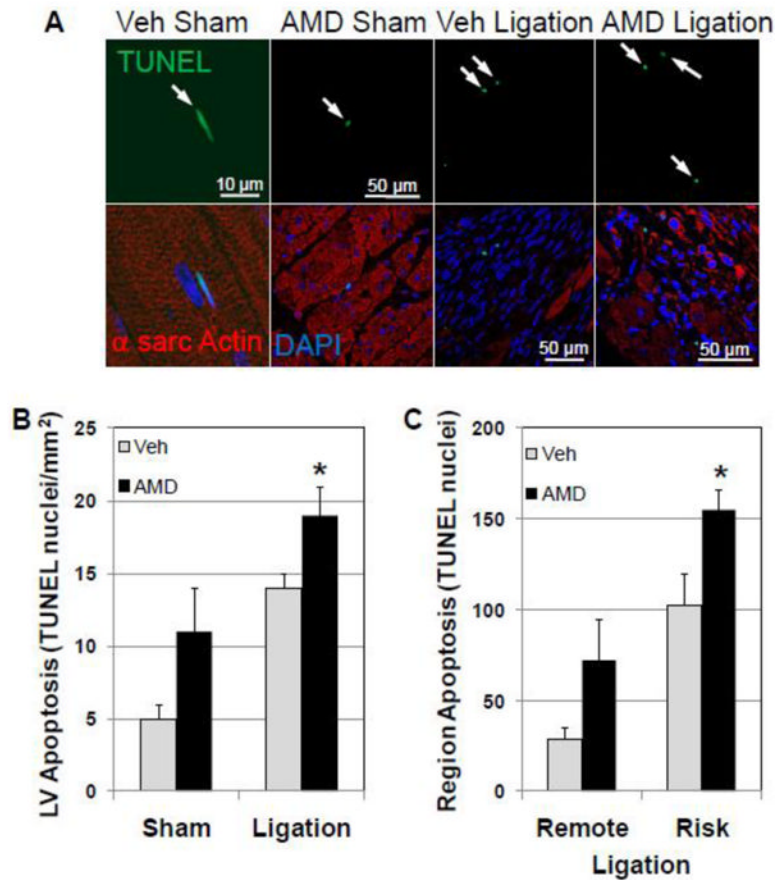 A
Veh Sham AMD Sham Veh Ligation AMD Ligation
TUNEL
10 µm
50 µm
α sarc Actin
DAPI
50 µm
50 µm
B
LV Apoptosis (TUNEL nuclei/mm²)
25
20
15
10
5
0
Veh
AMD
*
Sham Ligation
C
Region Apoptosis (TUNEL nuclei)
200
150
100
50
0
Veh
AMD
*
Remote Risk
Ligation